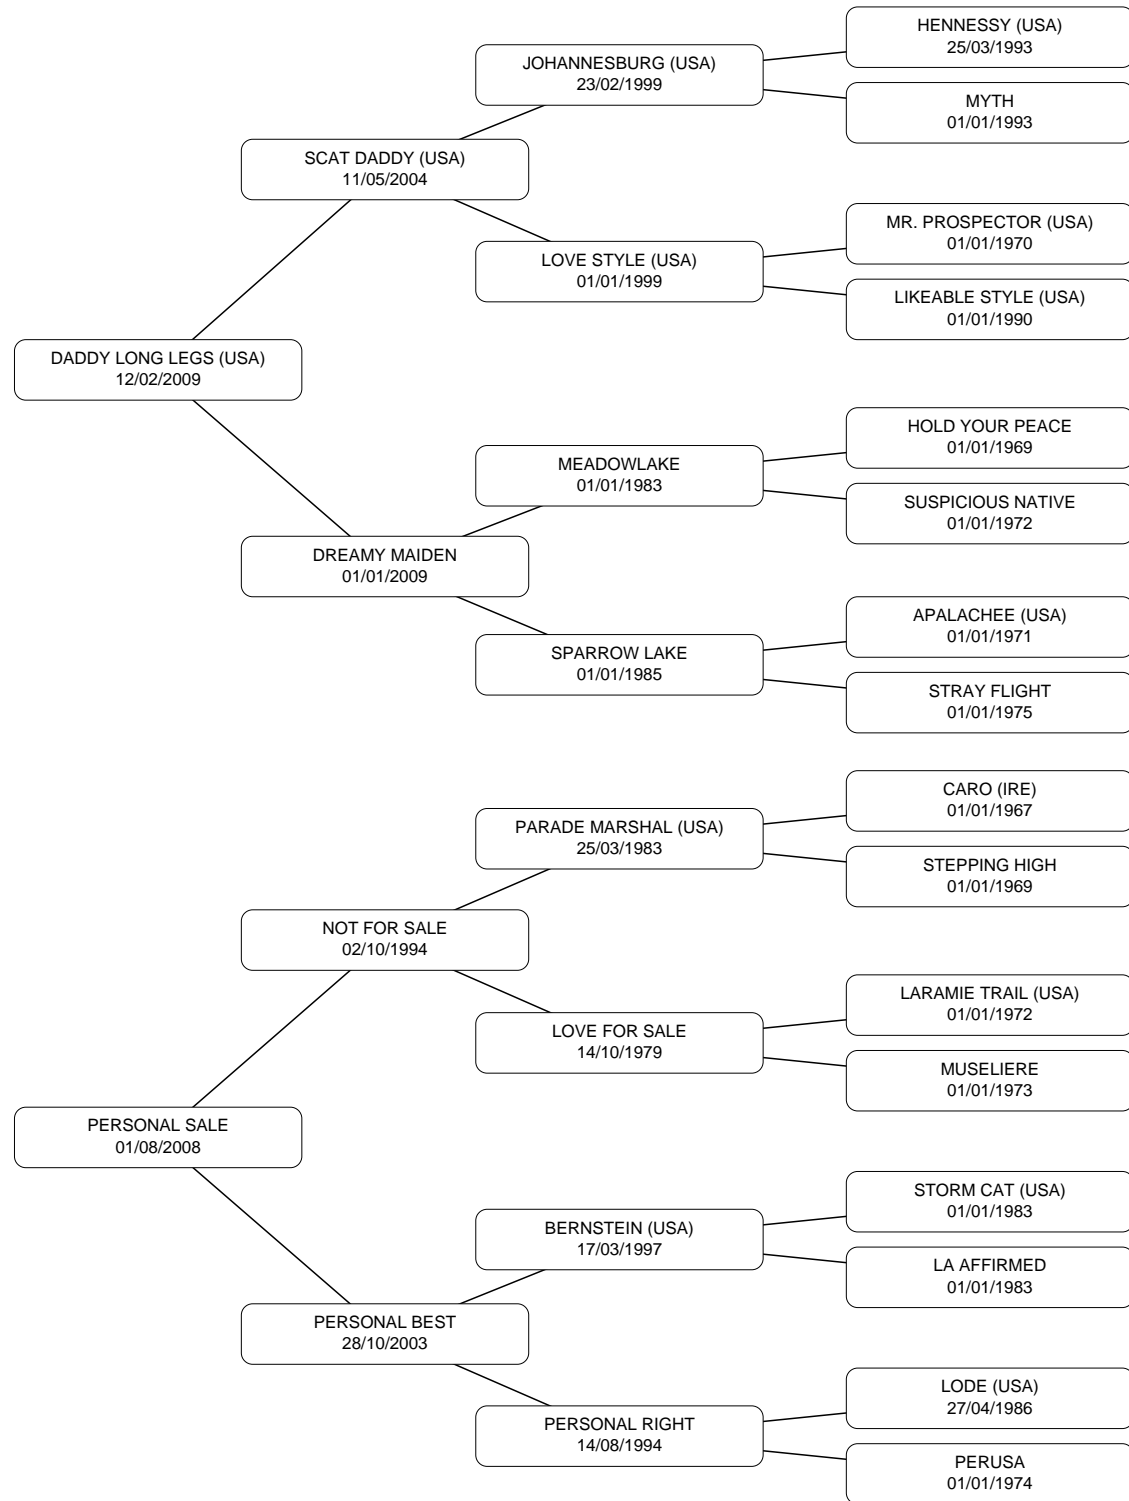 HENNESSY (USA)
25/03/1993
JOHANNESBURG (USA)
23/02/1999
MYTH
01/01/1993
SCAT DADDY (USA)
11/05/2004
MR. PROSPECTOR (USA)
01/01/1970
LOVE STYLE (USA)
01/01/1999
LIKEABLE STYLE (USA)
01/01/1990
DADDY LONG LEGS (USA)
12/02/2009
HOLD YOUR PEACE
01/01/1969
MEADOWLAKE
01/01/1983
SUSPICIOUS NATIVE
01/01/1972
DREAMY MAIDEN
01/01/2009
APALACHEE (USA)
01/01/1971
SPARROW LAKE
01/01/1985
STRAY FLIGHT
01/01/1975
CARO (IRE)
01/01/1967
PARADE MARSHAL (USA)
25/03/1983
STEPPING HIGH
01/01/1969
NOT FOR SALE
02/10/1994
LARAMIE TRAIL (USA)
01/01/1972
LOVE FOR SALE
14/10/1979
MUSELIERE
01/01/1973
PERSONAL SALE
01/08/2008
STORM CAT (USA)
01/01/1983
BERNSTEIN (USA)
17/03/1997
LA AFFIRMED
01/01/1983
PERSONAL BEST
28/10/2003
LODE (USA)
27/04/1986
PERSONAL RIGHT
14/08/1994
PERUSA
01/01/1974